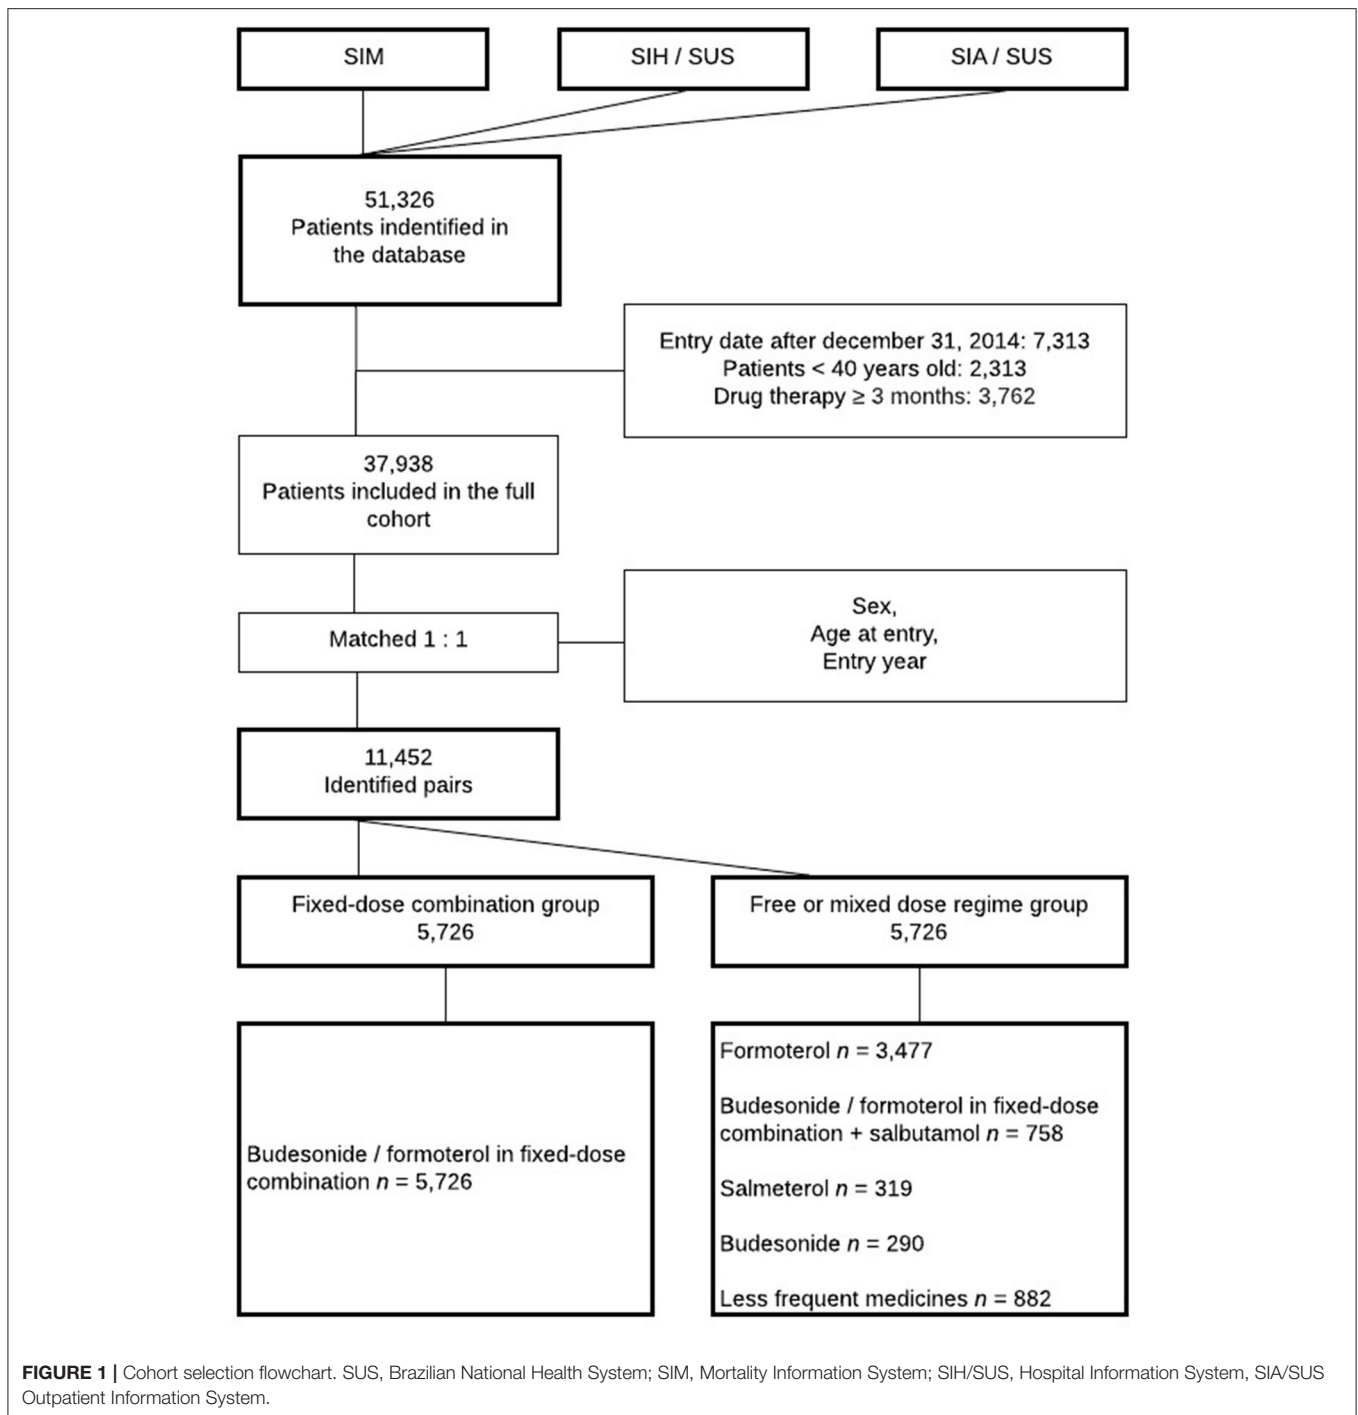 SIM
SIH / SUS
SIA / SUS
51,326
Patients indentified in
the database
Entry date after december 31, 2014: 7,313
Patients < 40 years old: 2,313
Drug therapy ≥ 3 months: 3,762
37,938
Patients included in the full
cohort
Matched 1 : 1
Sex,
Age at entry,
Entry year
11,452
Identified pairs
Fixed-dose combination group
5,726
Free or mixed dose regime group
5,726
Budesonide / formoterol in fixed-dose
combination n = 5,726
Formoterol n = 3,477
Budesonide / formoterol in fixed-dose
combination + salbutamol n = 758
Salmeterol n = 319
Budesonide n = 290
Less frequent medicines n = 882
FIGURE 1 | Cohort selection flowchart. SUS, Brazilian National Health System; SIM, Mortality Information System; SIH/SUS, Hospital Information System, SIA/SUS
Outpatient Information System.